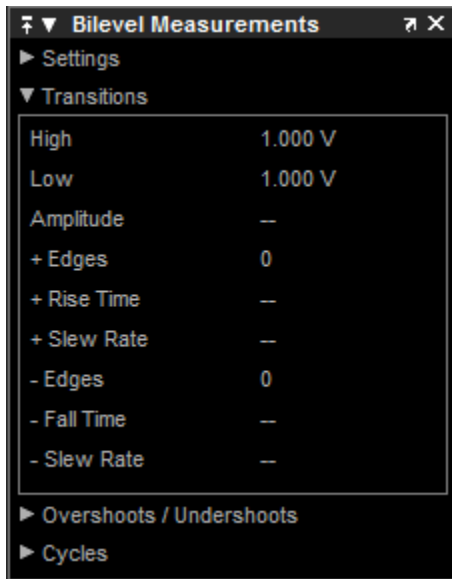 Bilevel Measurements
Settings
Transitions
High 1.000 V
Low 1.000 V
Amplitude --
+ Edges 0
+ Rise Time --
+ Slew Rate --
- Edges 0
- Fall Time --
- Slew Rate --
Overshoots / Undershoots
Cycles